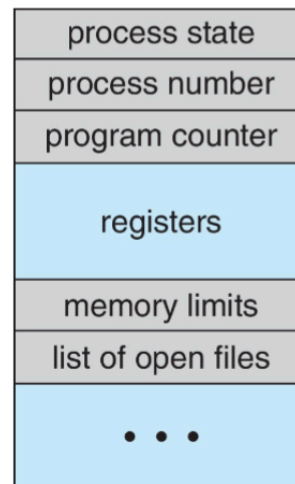 process state
process number
program counter
registers
memory limits
list of open files
• • •